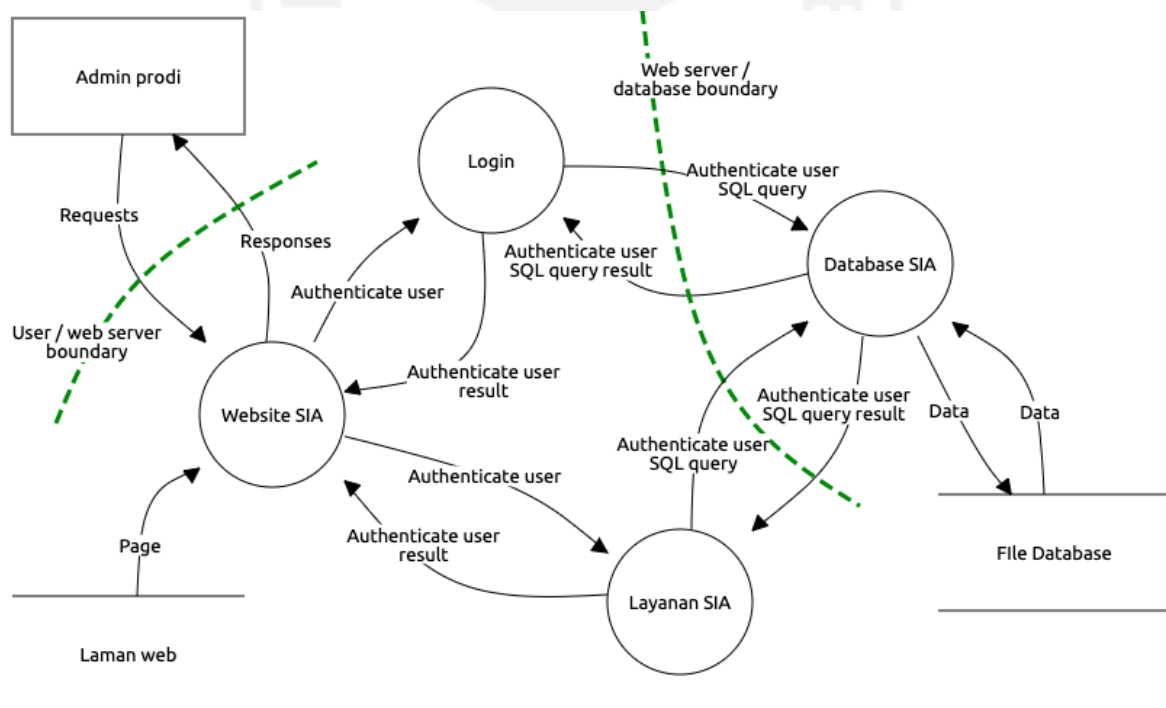 Admin prodi
Web server /
database boundary
Login
Authenticate user
SQL query
Requests
Responses
Authenticate user
SQL query result
Database SIA
Authenticate user
User / web server
boundary
Authenticate user
result
Website SIA
Authenticate user
SQL query result
Data
Data
Authenticate user
SQL query
Authenticate user
Page
Authenticate user
result
FIle Database
Layanan SIA
Laman web